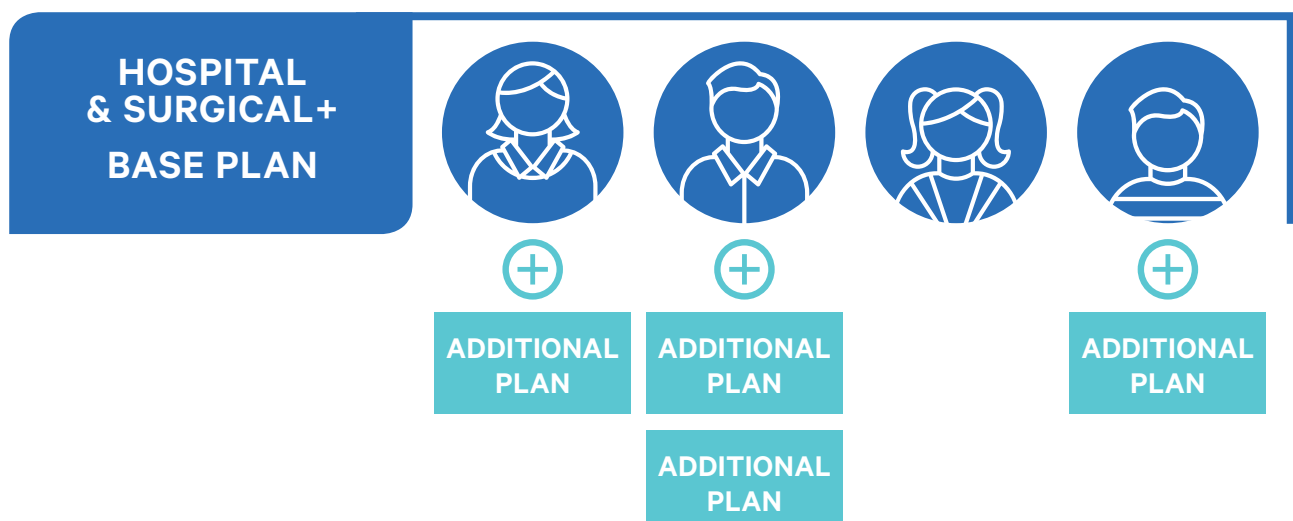 HOSPITAL
& SURGICAL+
BASE PLAN
ADDITIONAL
PLAN
ADDITIONAL
PLAN
ADDITIONAL
PLAN
ADDITIONAL
PLAN